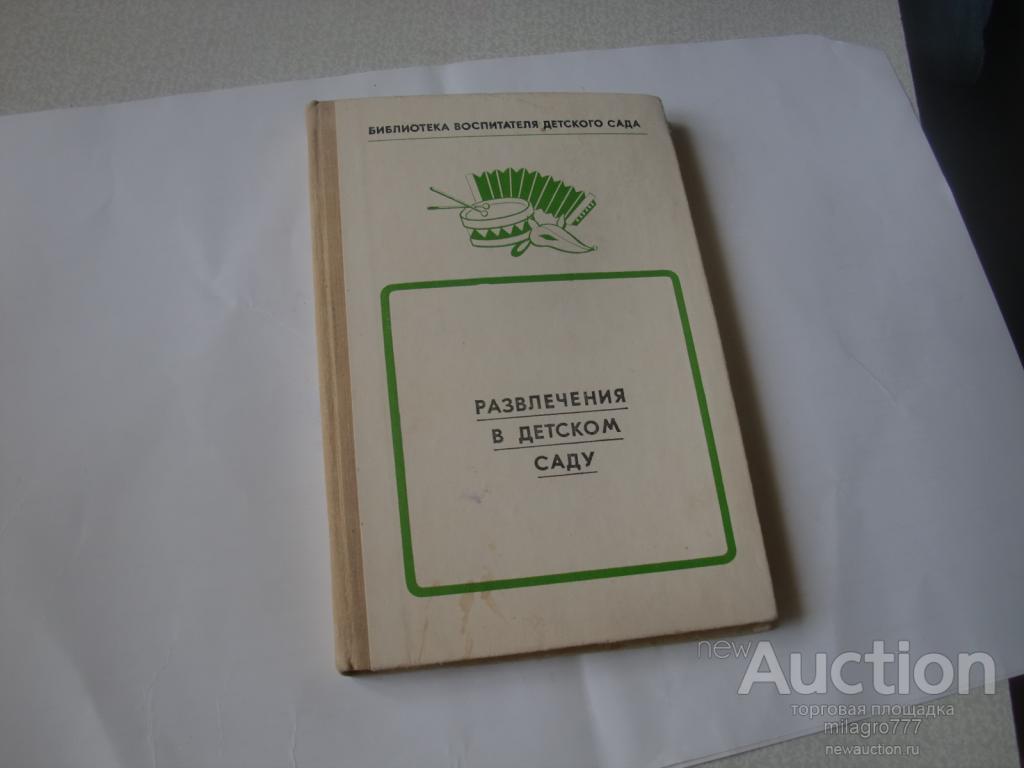 БИБЛИОТЕКА ВОСПИТАТЕЛЯ ДЕТСКОГО САДА
РАЗВЛЕЧЕНИЯ
В ДЕТСКОМ
САДУ
newAuction
торговая площадка
milagro777
newauction.ru